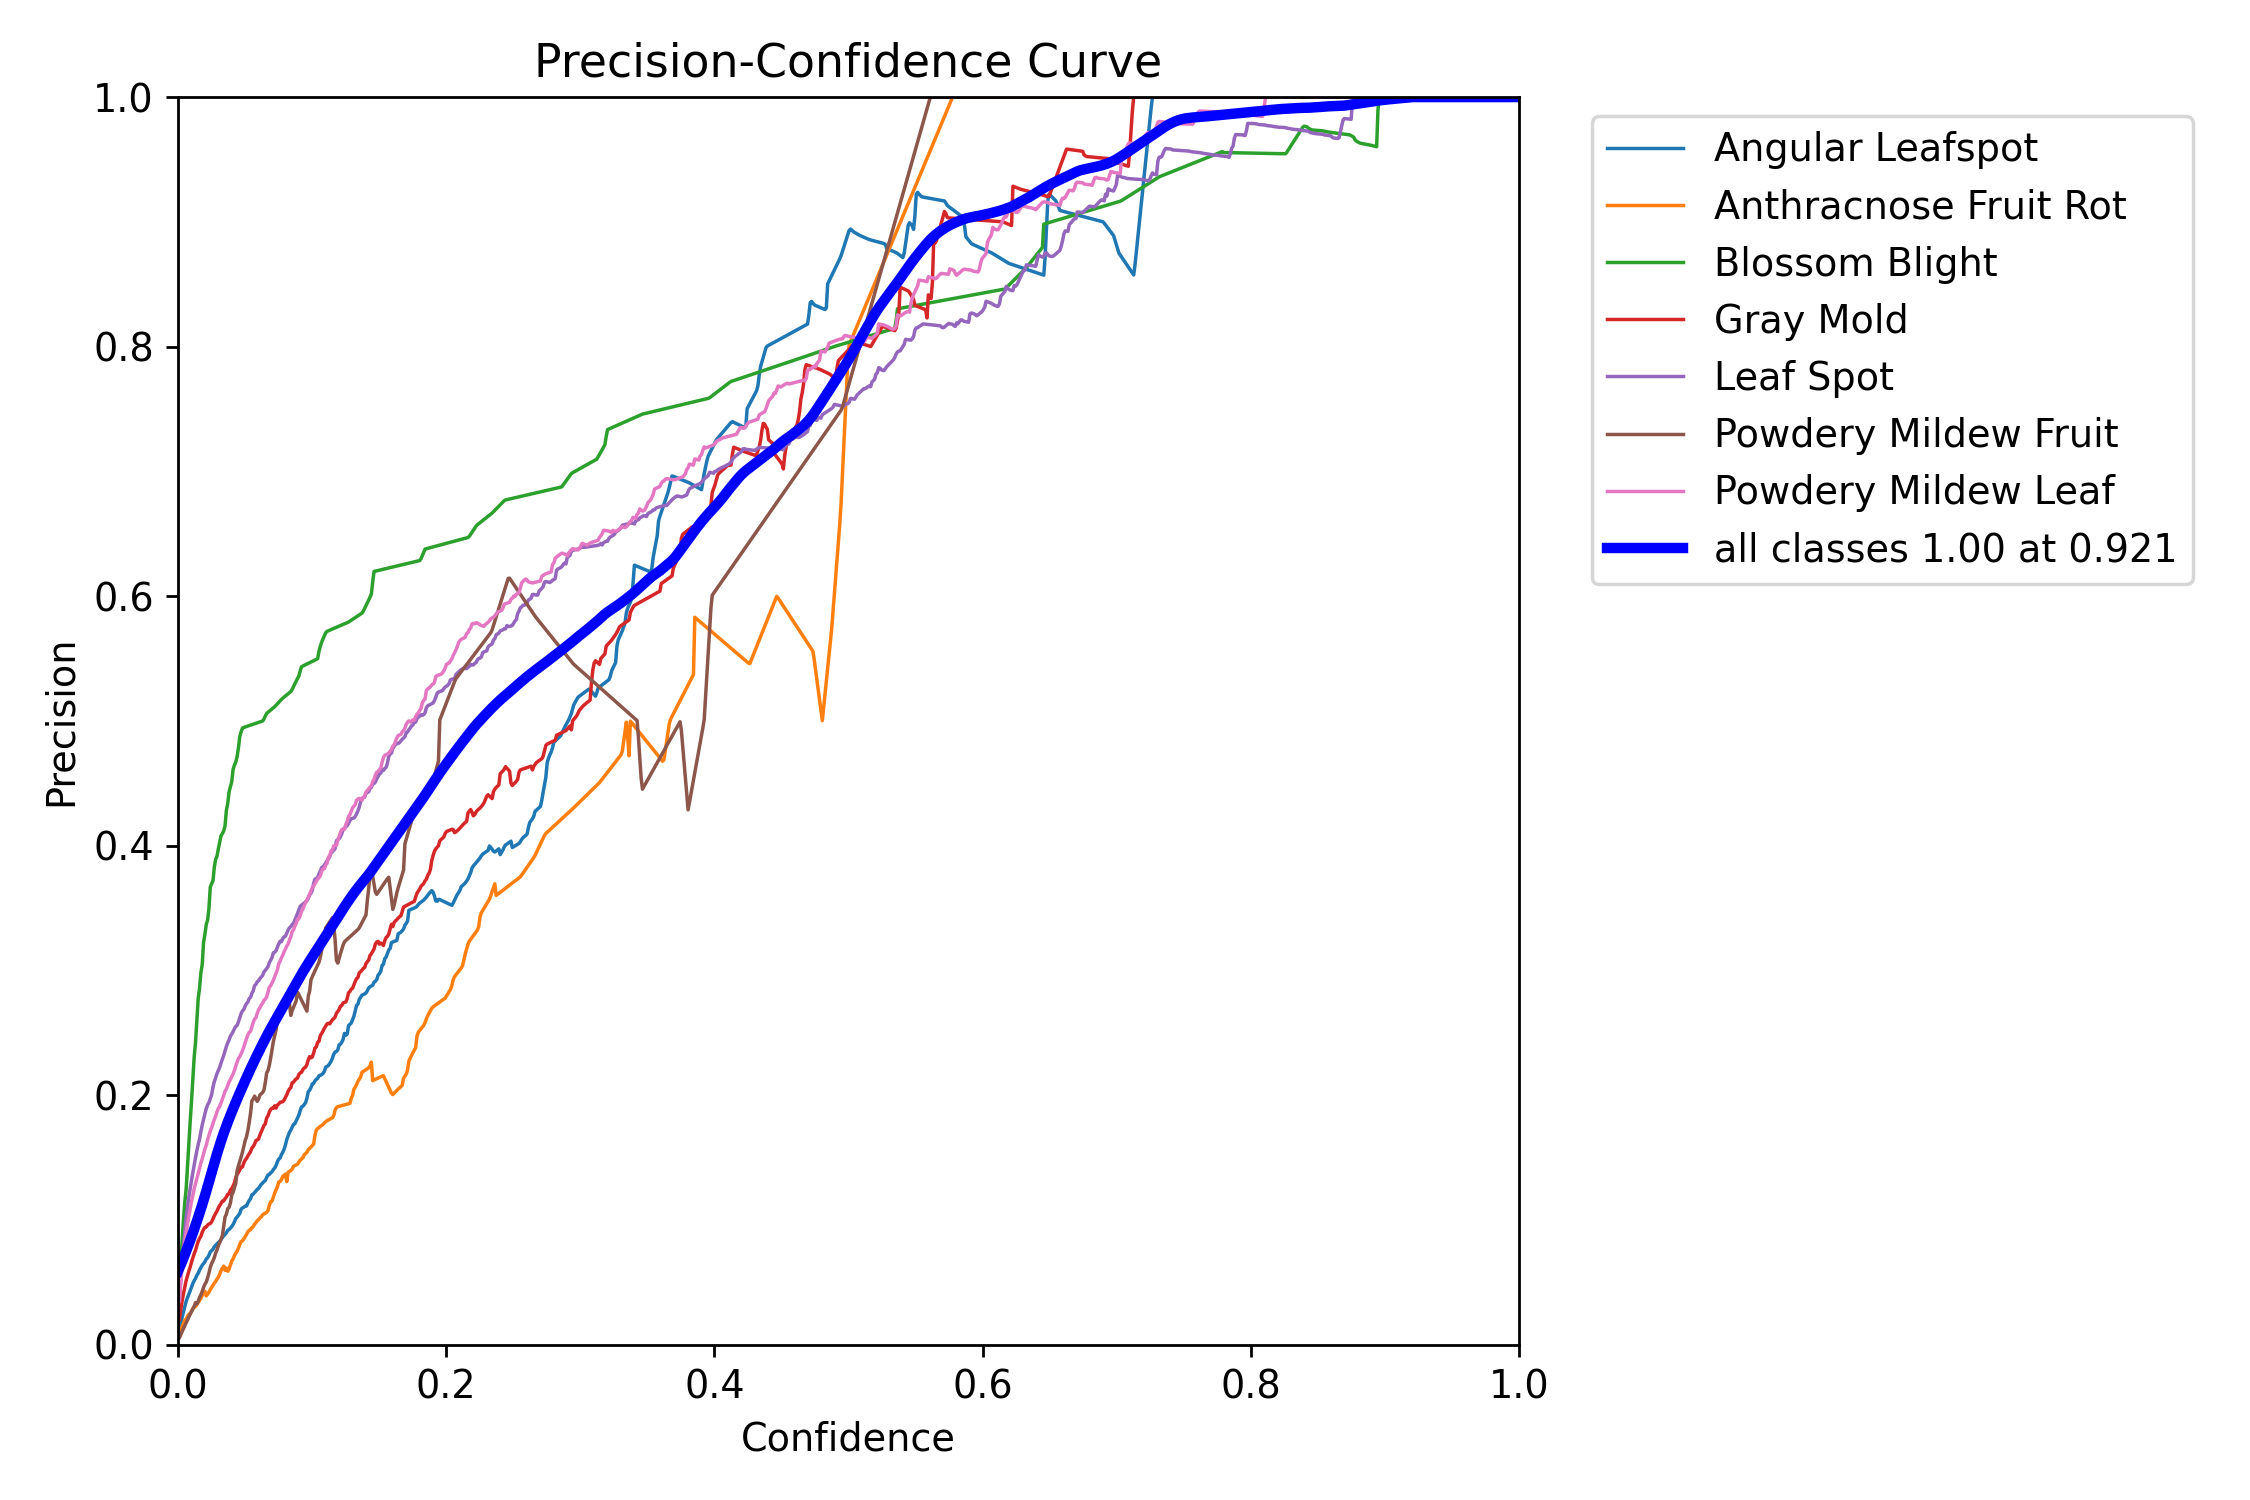 Precision-Confidence Curve
1.0
0.8
0.6
0.4
0.2
0.0
Precision
0.0 0.2 0.4 0.6 0.8 1.0
Confidence
Angular Leafspot
Anthracnose Fruit Rot
Blossom Blight
Gray Mold
Leaf Spot
Powdery Mildew Fruit
Powdery Mildew Leaf
all classes 1.00 at 0.921